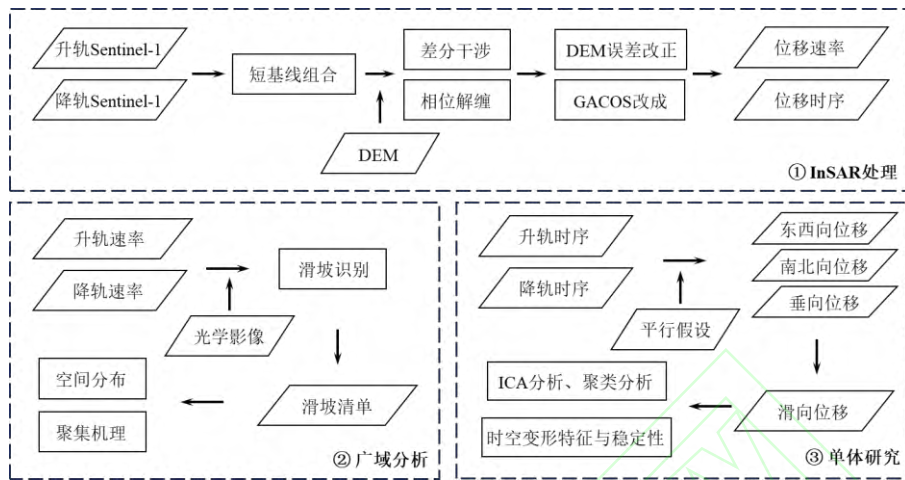 升轨Sentinel-1
降轨Sentinel-1
短基线组合
DEM
差分干涉
相位解缠
DEM误差改正
GACOS改成
位移速率
位移时序
① InSAR处理
升轨速率
降轨速率
光学影像
滑坡识别
滑坡清单
空间分布
聚集机理
② 广域分析
升轨时序
降轨时序
平行假设
东西向位移
南北向位移
垂向位移
滑向位移
ICA分析、聚类分析
时空变形特征与稳定性
③ 单体研究